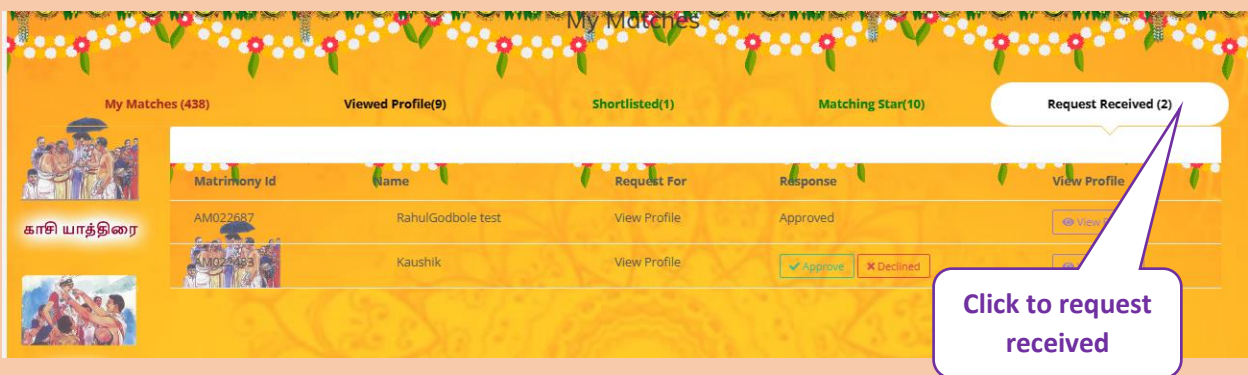 My Matches
My Matches (438)
Viewed Profile(9)
Shortlisted(1)
Matching Star(10)
Request Received (2)
Matrimony Id
Name
Request For
Response
View Profile
காசி யாத்திரை
AM022687
RahulGodbole test
View Profile
Approved
View
Kaushik
View Profile
Approve
Declined
Click to request
received